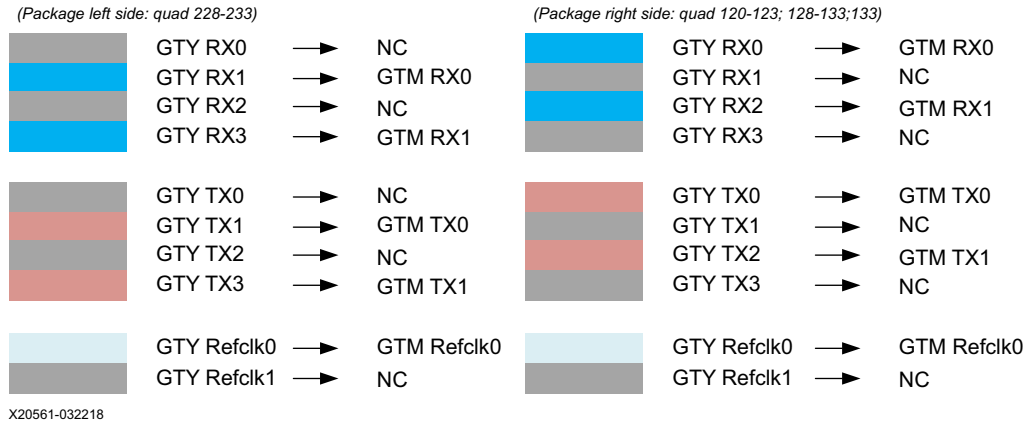 (Package left side: quad 228-233)
GTY RX0 NC
GTY RX1 GTM RX0
GTY RX2 NC
GTY RX3 GTM RX1
GTY TX0 NC
GTY TX1 GTM TX0
GTY TX2 NC
GTY TX3 GTM TX1
GTY Refclk0 GTM Refclk0
GTY Refclk1 NC
(Package right side: quad 120-123; 128-133;133)
GTY RX0 GTM RX0
GTY RX1 NC
GTY RX2 GTM RX1
GTY RX3 NC
GTY TX0 GTM TX0
GTY TX1 NC
GTY TX2 GTM TX1
GTY TX3 NC
GTY Refclk0 GTM Refclk0
GTY Refclk1 NC
X20561-032218